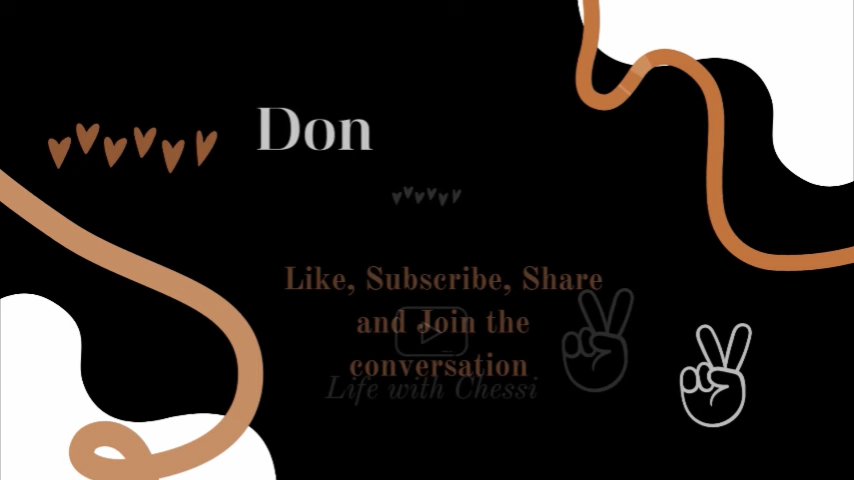 Don
Like, Subscribe, Share
and Join the
conversation
Life with Chessi